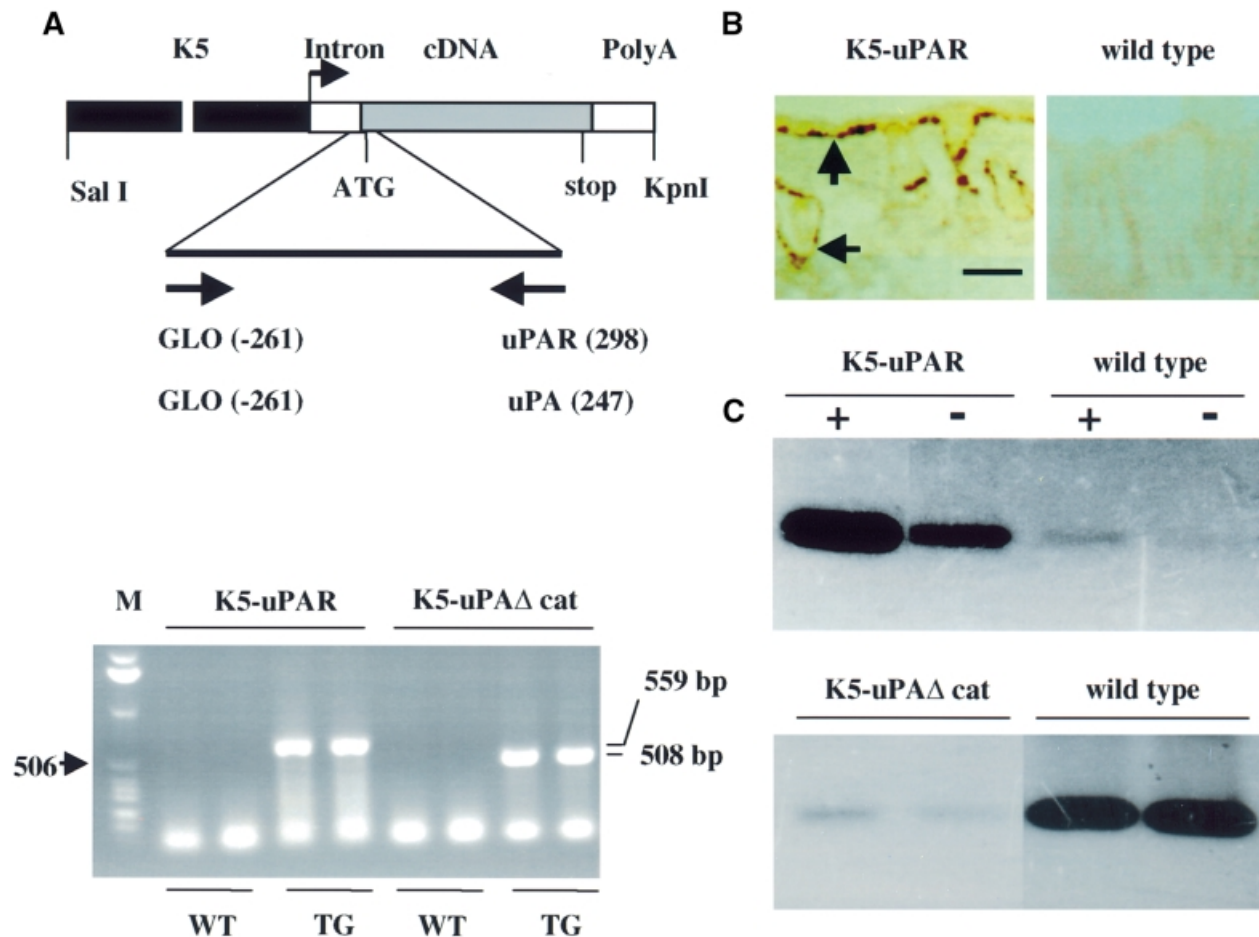 A
K5 Intron cDNA PolyA
Sal I ATG stop KpnI
GLO (-261) uPAR (298)
GLO (-261) uPA (247)
M K5-uPAR K5-uPAΔ cat
559 bp
506 508 bp
WT TG WT TG
B
K5-uPAR wild type
C
K5-uPAR wild type
+ - + -
K5-uPAΔ cat wild type